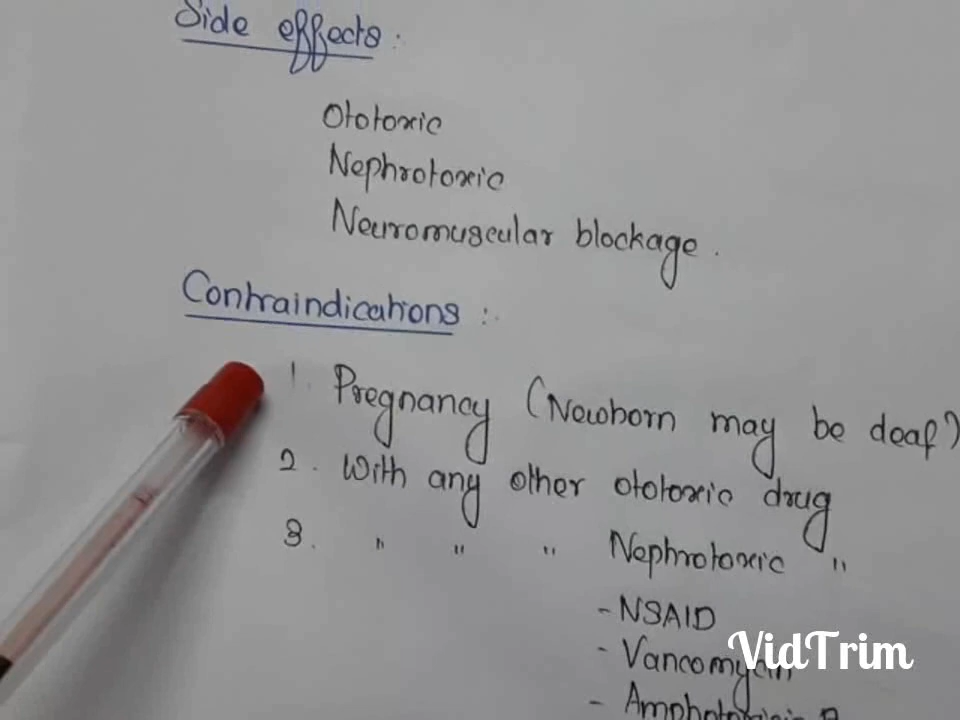 Side effects :
Ototoxic
Nephrotoxic
Neuromuscular blockage .
Contraindications :
1. Pregnancy (Newborn may be deaf)
2. With any other ototoxic drug
3. " " " Nephrotoxic "
- NSAID
- Vancomycin
VidTrim
- Amphotericin B